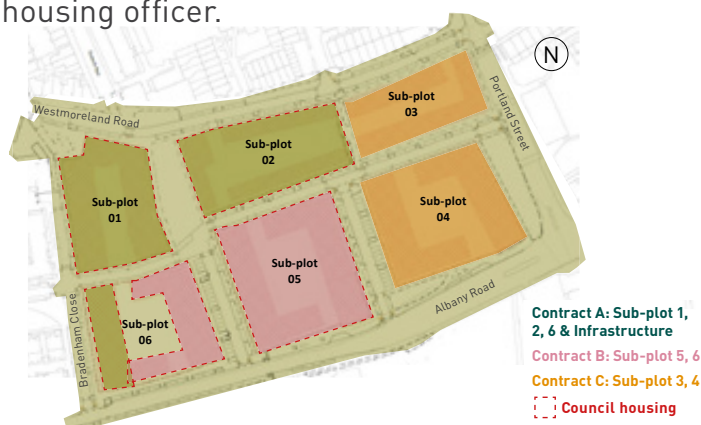 housing officer.
N
Westmoreland Road
Portland Street
Sub-plot
03
Sub-plot
02
Sub-plot
01
Sub-plot
04
Sub-plot
05
Sub-plot
06
Bradenham Close
Albany Road
Contract A: Sub-plot 1,
2, 6 & Infrastructure
Contract B: Sub-plot 5, 6
Contract C: Sub-plot 3, 4
Council housing